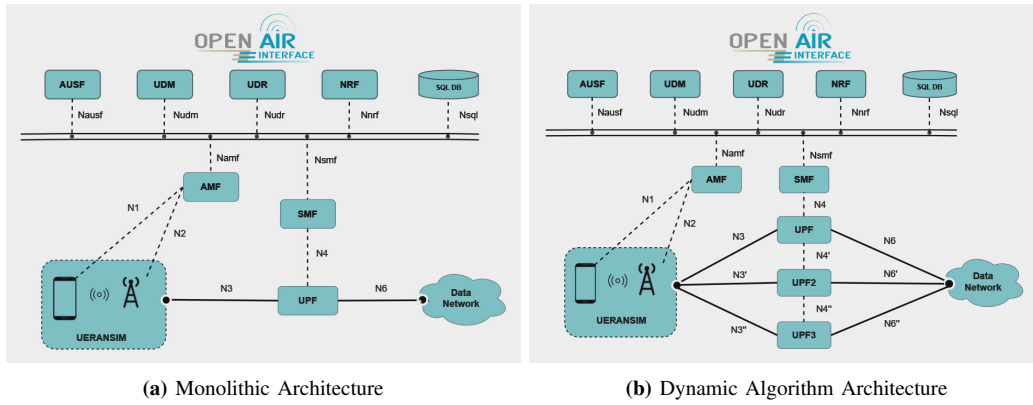 OPEN AIR
INTERFACE
AUSF
UDM
UDR
NRF
SQL DB
Nausf
Nudm
Nudr
Nnrf
Nsql
Namf
Nsmf
AMF
SMF
N1
N2
N4
N3
UPF
N6
Data
Network
UERANSIM
(a) Monolithic Architecture
OPEN AIR
INTERFACE
AUSF
UDM
UDR
NRF
SQL DB
Nausf
Nudm
Nudr
Nnrf
Nsql
Namf
Nsmf
AMF
SMF
N1
N2
N4
N3
UPF
N6
N4'
N3'
UPF2
N6'
Data
Network
N4''
N3''
UPF3
N6''
UERANSIM
(b) Dynamic Algorithm Architecture